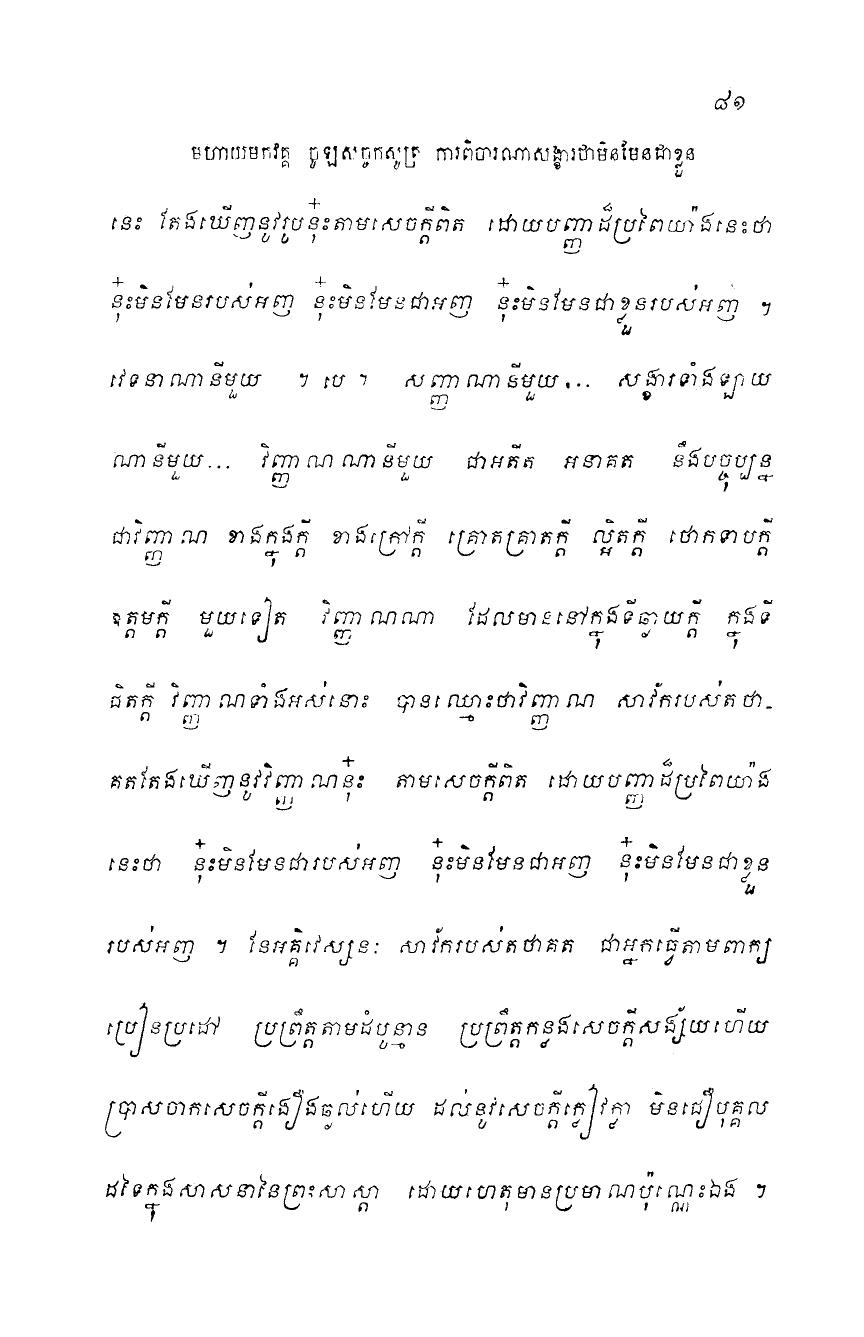 ៨១
មហាយមកវគ្គ ចូឡសច្ចកសូត្រ ការពិចារណាសង្ខារថាមិនមែនជាខ្លួន
នេះ តែងឃើញនូវរូបនុ៎ះតាមសេចក្តីពិត ដោយបញ្ញាដ៏ប្រពៃយ៉ាងនេះថា
នុ៎ះមិនមែនរបស់អញ នុ៎ះមិនមែនជាអញ នុ៎ះមិនមែនជាខ្លួនរបស់អញ ។
វេទនាណានីមួយ ។ បេ ។ សញ្ញាណានីមួយ... សង្ខារទាំងឡាយ
ណានីមួយ... វិញ្ញាណណានីមួយ ជាអតីត អនាគត នឹងបច្ចុប្បន្ន
ជាវិញ្ញាណ ខាងក្នុងក្តី ខាងក្រៅក្តី គ្រោតគ្រាតក្តី ល្អិតក្តី ថោកទាបក្តី
ឧត្តមក្តី មួយទៀត វិញ្ញាណណា ដែលមាននៅក្នុងទីឆ្ងាយក្តី ក្នុងទី
ជិតក្តី វិញ្ញាណទាំងអស់នោះ បានឈ្មោះថាវិញ្ញាណ សាវ័ករបស់តថា-
គតតែងឃើញនូវវិញ្ញាណនុ៎ះ តាមសេចក្តីពិត ដោយបញ្ញាដ៏ប្រពៃយ៉ាង
នេះថា នុ៎ះមិនមែនជារបស់អញ នុ៎ះមិនមែនជាអញ នុ៎ះមិនមែនជាខ្លួន
របស់អញ ។ នែអគ្គិវេស្សនៈ សាវ័ករបស់តថាគត ជាអ្នកធ្វើតាមពាក្យ
ប្រៀនប្រដៅ ប្រព្រឹត្តតាមដំបូន្មាន ប្រព្រឹត្តកន្លងសេចក្តីសង្ស័យហើយ
ប្រាសចាកសេចក្តីងឿងឆ្ងល់ហើយ ដល់នូវសេចក្តីក្លៀវក្លា មិនជឿបុគ្គល
ដទៃក្នុងសាសនានៃព្រះសាស្តា ដោយហេតុមានប្រមាណប៉ុណ្ណេះឯង ។